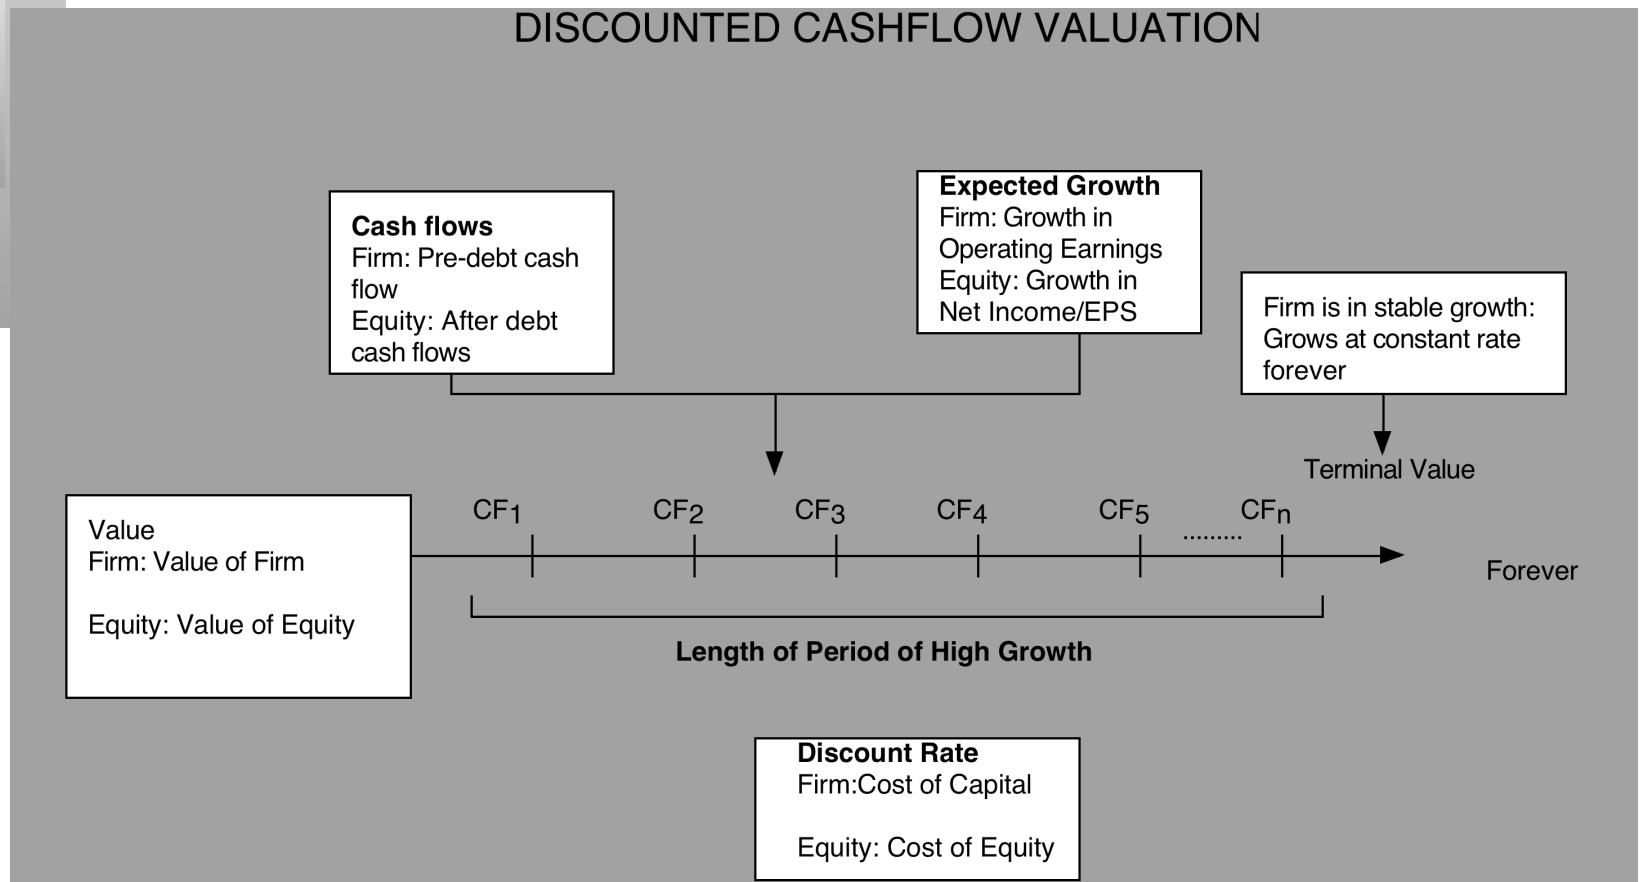 DISCOUNTED CASHFLOW VALUATION
Cash flows
Firm: Pre-debt cash
flow
Equity: After debt
cash flows
Expected Growth
Firm: Growth in
Operating Earnings
Equity: Growth in
Net Income/EPS
Firm is in stable growth:
Grows at constant rate
forever
Terminal Value
Value
Firm: Value of Firm
Equity: Value of Equity
CF1 CF2 CF3 CF4 CF5 ......... CFn
Forever
Length of Period of High Growth
Discount Rate
Firm:Cost of Capital
Equity: Cost of Equity